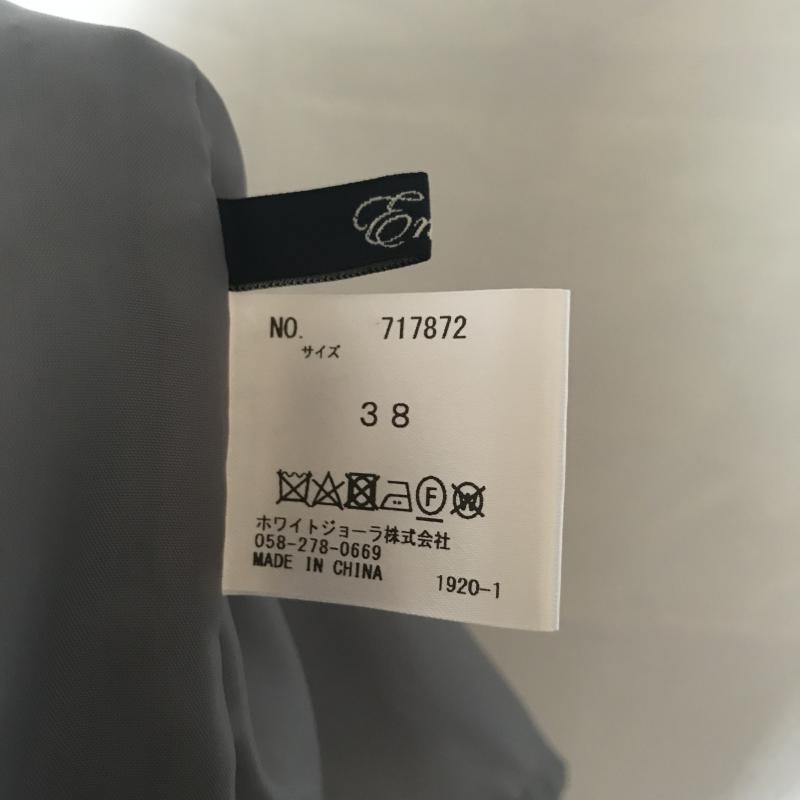 En
NO. 717872
サイズ
38
F W
ホワイトジョーラ株式会社
058-278-0669
MADE IN CHINA
1920-1